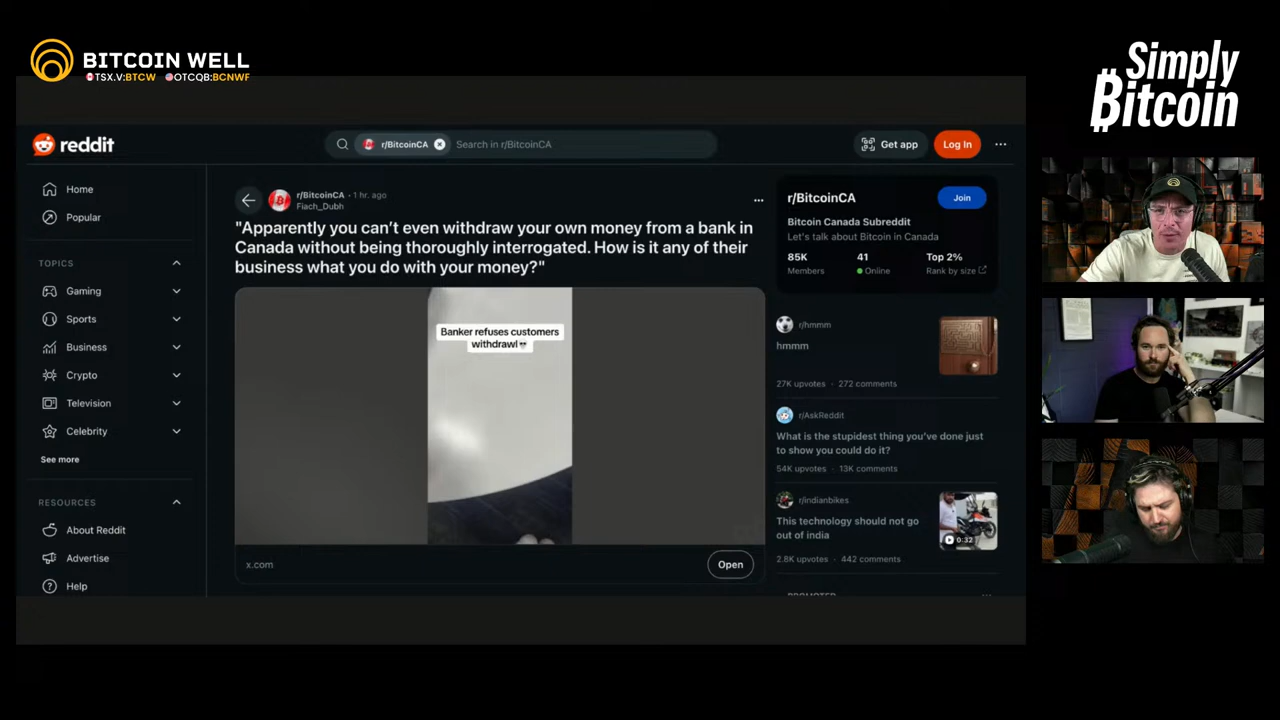 BITCOIN WELL
TSX.V:BTCW OTCQB:BCNWF
Simply
Bitcoin
reddit
r/BitcoinCA
Search in r/BitcoinCA
Get app
Log In
Home
Popular
TOPICS
Gaming
Sports
Business
Crypto
Television
Celebrity
See more
RESOURCES
About Reddit
Advertise
Help
r/BitcoinCA · 1 hr. ago
Fiach_Dubh
"Apparently you can’t even withdraw your own money from a bank in
Canada without being thoroughly interrogated. How is it any of their
business what you do with your money?"
Banker refuses customers
withdrawl
x.com
Open
r/BitcoinCA
Join
Bitcoin Canada Subreddit
Let's talk about Bitcoin in Canada
85K 41 Top 2%
Members Online Rank by size
r/hmmm
hmmm
27K upvotes · 272 comments
r/AskReddit
What is the stupidest thing you’ve done just
to show you could do it?
54K upvotes · 13K comments
r/indianbikes
This technology should not go
out of india
0:32
2.8K upvotes · 442 comments
PROMOTED